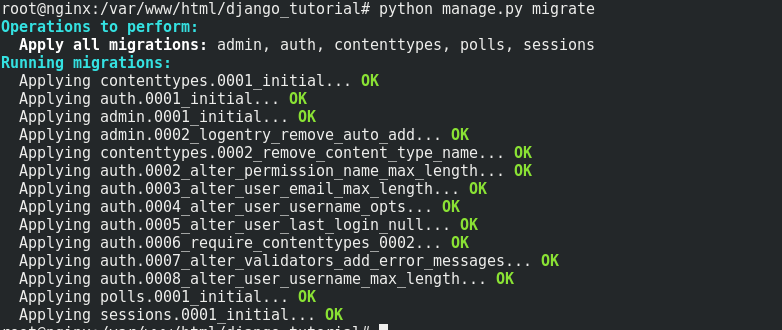 root@nginx:/var/www/html/django_tutorial# python manage.py migrate
Operations to perform:
  Apply all migrations: admin, auth, contenttypes, polls, sessions
Running migrations:
  Applying contenttypes.0001_initial... OK
  Applying auth.0001_initial... OK
  Applying admin.0001_initial... OK
  Applying admin.0002_logentry_remove_auto_add... OK
  Applying contenttypes.0002_remove_content_type_name... OK
  Applying auth.0002_alter_permission_name_max_length... OK
  Applying auth.0003_alter_user_email_max_length... OK
  Applying auth.0004_alter_user_username_opts... OK
  Applying auth.0005_alter_user_last_login_null... OK
  Applying auth.0006_require_contenttypes_0002... OK
  Applying auth.0007_alter_validators_add_error_messages... OK
  Applying auth.0008_alter_user_username_max_length... OK
  Applying polls.0001_initial... OK
  Applying sessions.0001_initial... OK
root@nginx:/var/www/html/django_tutorial#